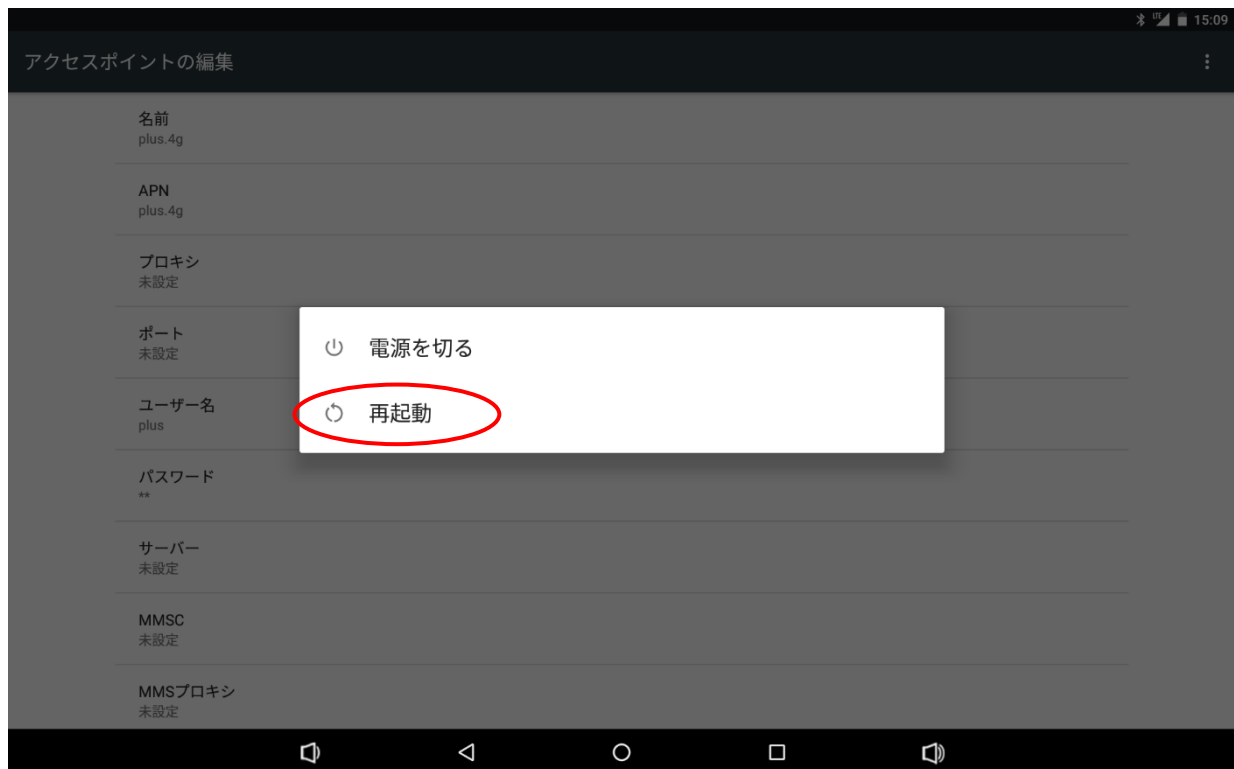 LTE 15:09
アクセスポイントの編集
名前
plus.4g
APN
plus.4g
プロキシ
未設定
ポート
未設定
電源を切る
再起動
ユーザー名
plus
パスワード
**
サーバー
未設定
MMSC
未設定
MMSプロキシ
未設定